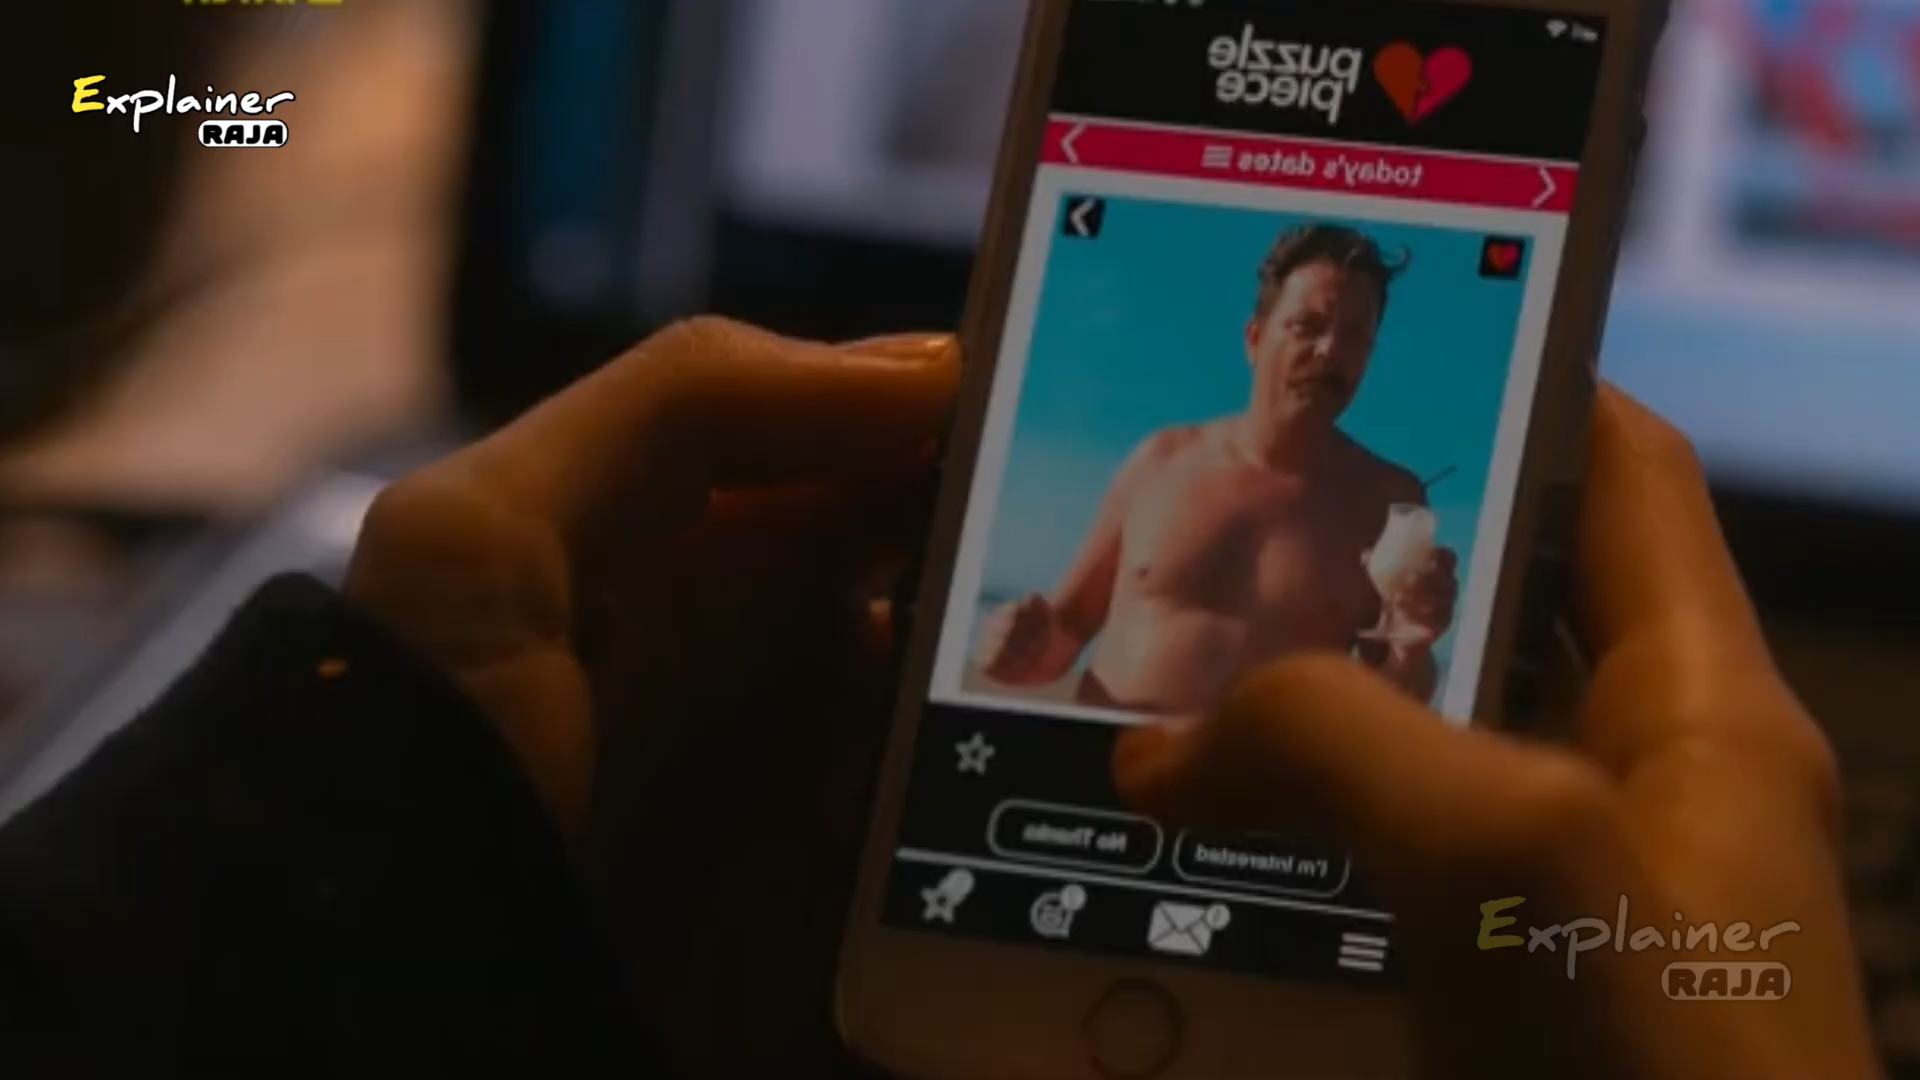 Explainer
RAJA
puzzle
piece
today's dates
No Thanks
I'm Interested
Explainer
RAJA